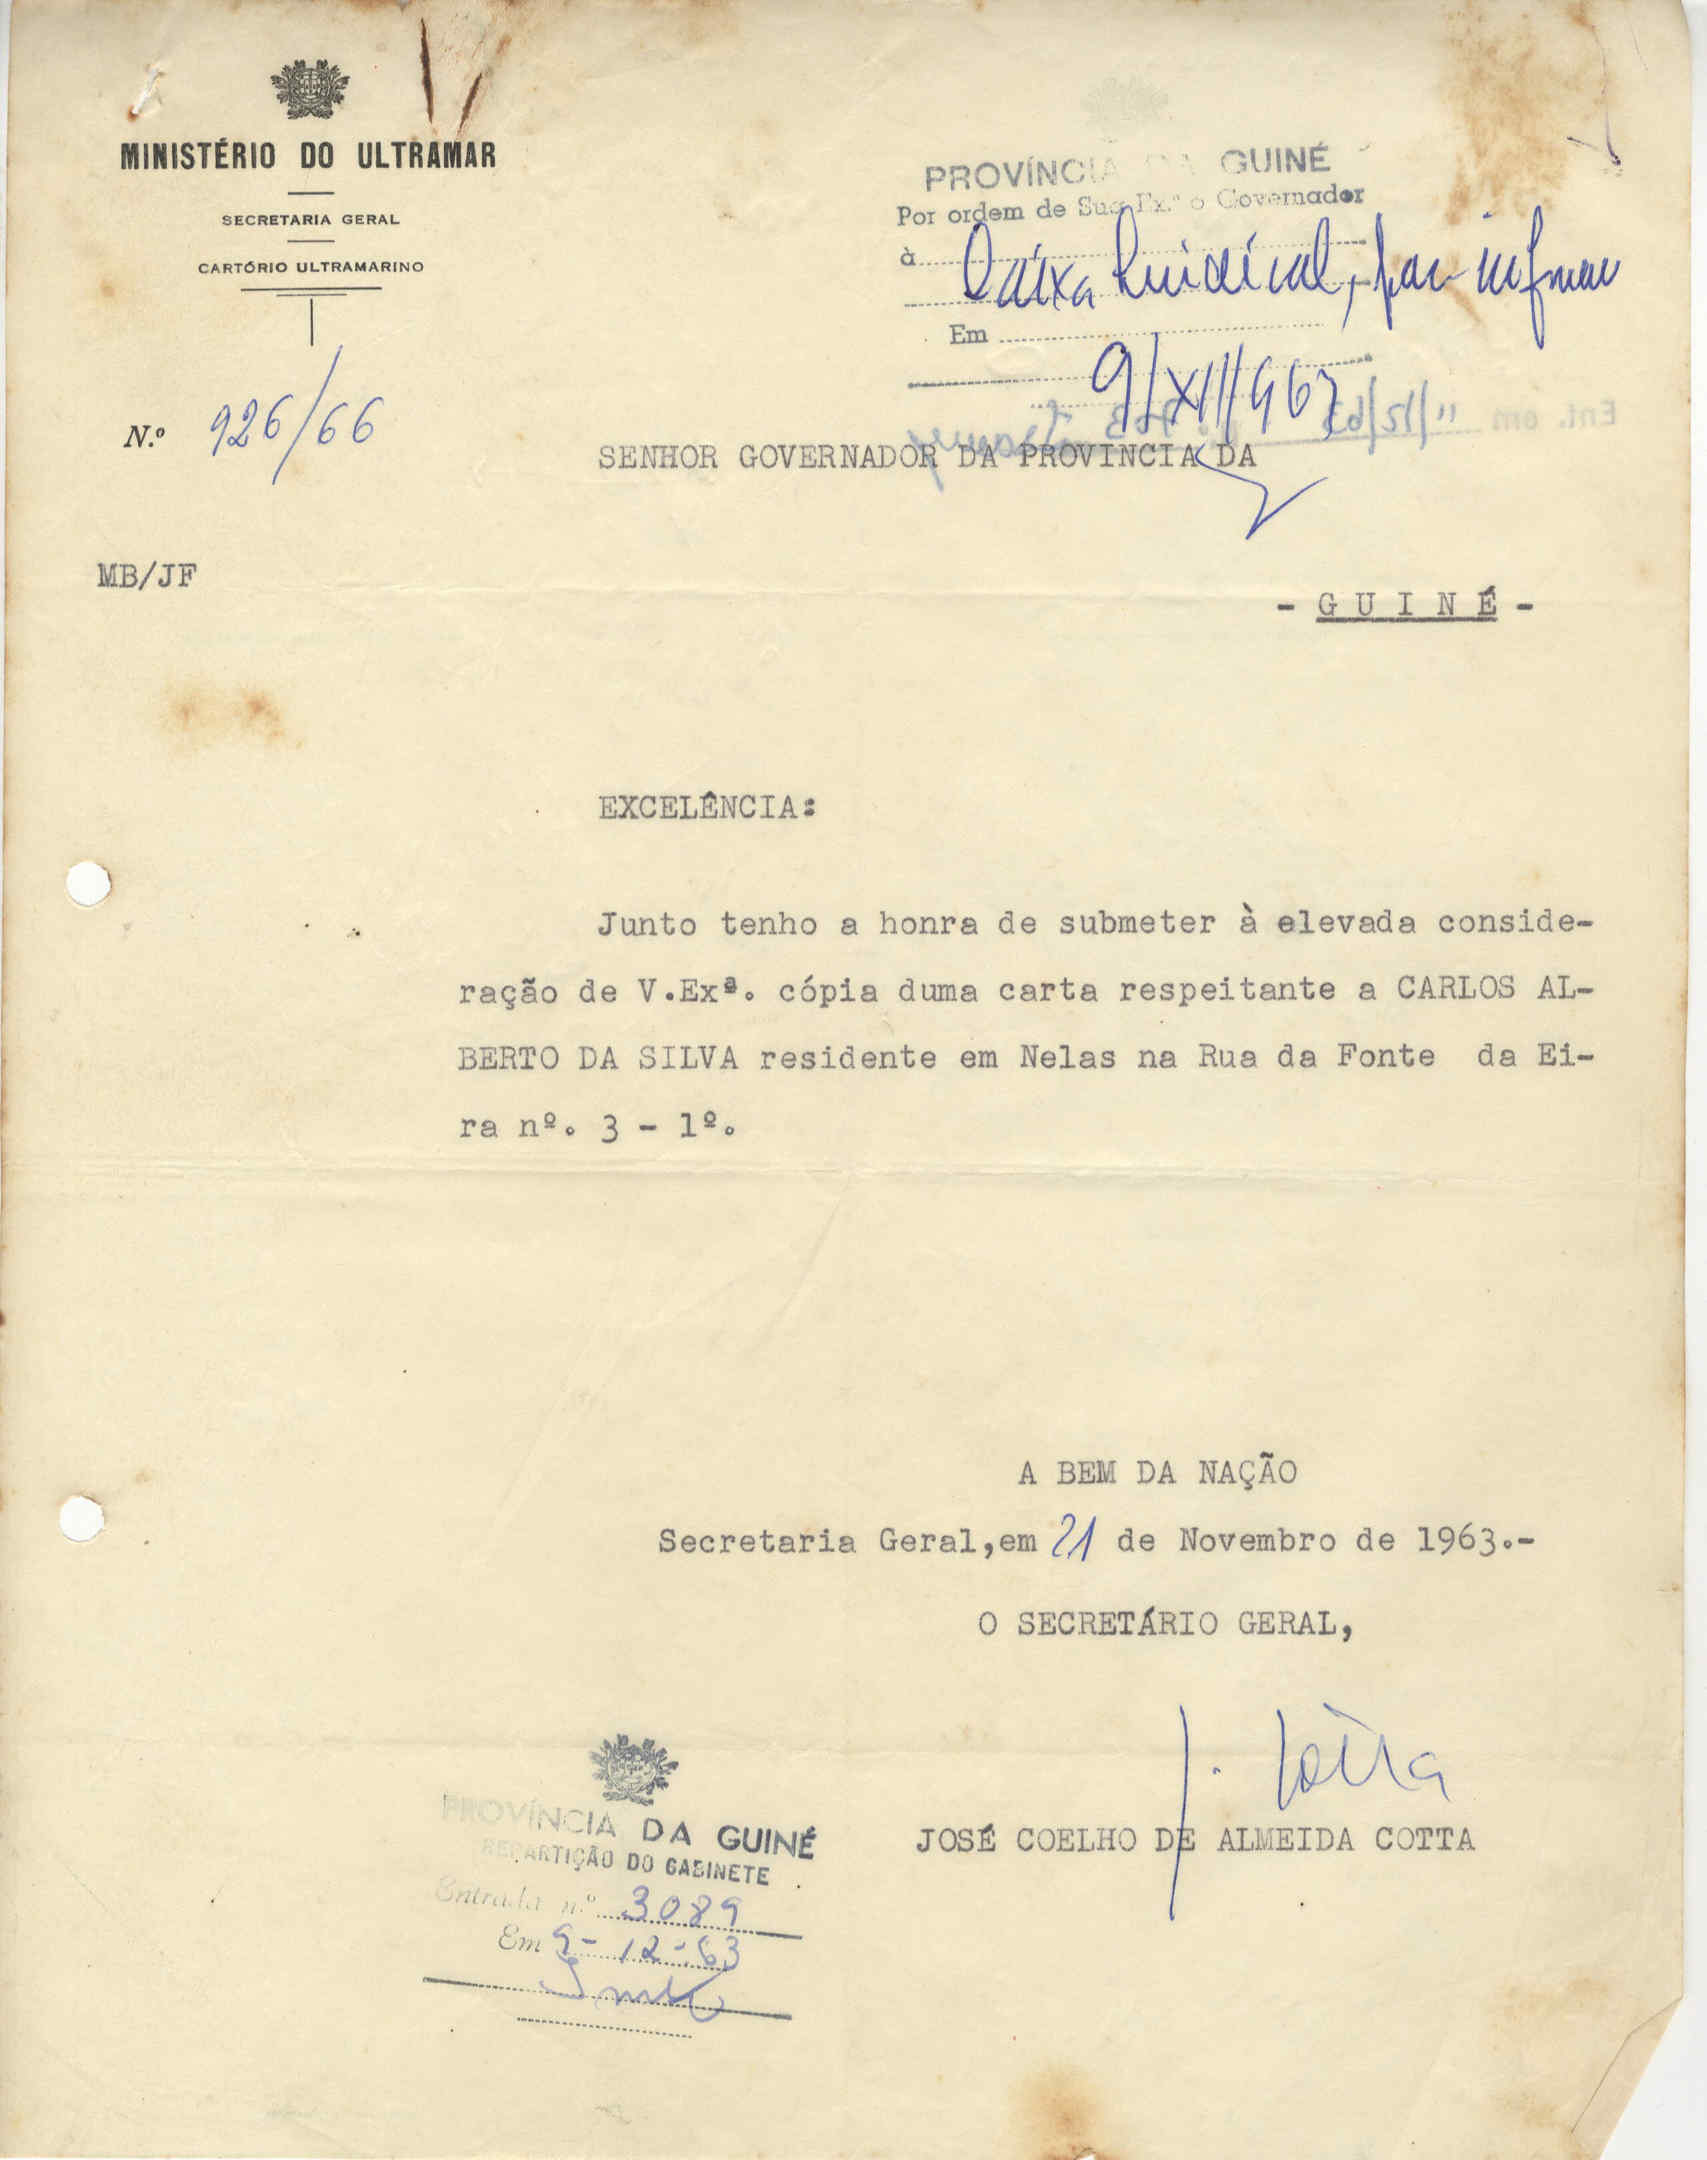 MINISTÉRIO DO ULTRAMAR
SECRETARIA GERAL
CARTÓRIO ULTRAMARINO
PROVÍNCIA DA GUINÉ
Por ordem de Sua Ex.ª o Governador
à Caixa Sindical, para informar
Em
9/XII/963
N.º 926/66
SENHOR GOVERNADOR DA PROVINCIA DA
MB/JF
- G U I N É -
EXCELÊNCIA:
Junto tenho a honra de submeter à elevada conside-
ração de V.Exª. cópia duma carta respeitante a CARLOS AL-
BERTO DA SILVA residente em Nelas na Rua da Fonte da Ei-
ra nº. 3 - 1º.
A BEM DA NAÇÃO
Secretaria Geral,em 21 de Novembro de 1963.-
O SECRETÁRIO GERAL,
J. Cotta
JOSÉ COELHO DE ALMEIDA COTTA
PROVÍNCIA DA GUINÉ
REPARTIÇÃO DO GABINETE
Entrada n.º 3089
Em 9-12-63